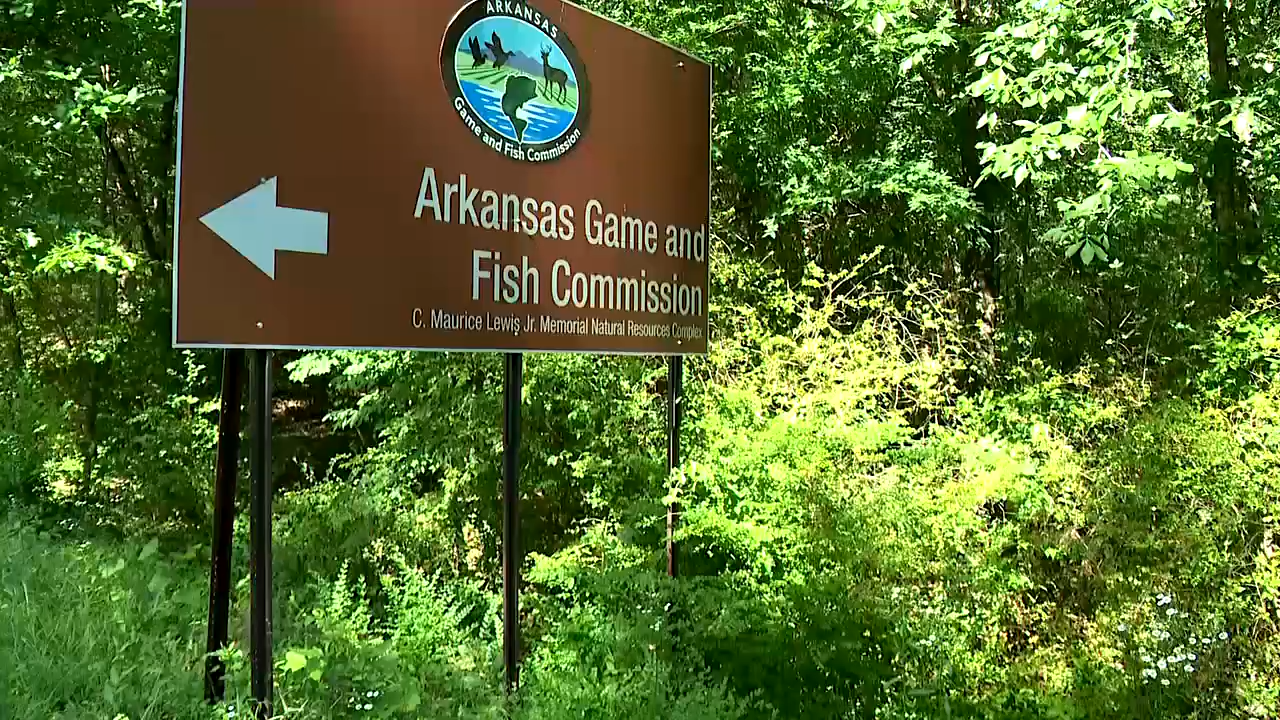 ARKANSAS
Game and Fish Commission
Arkansas Game and
Fish Commission
C. Maurice Lewis Jr. Memorial Natural Resources Complex